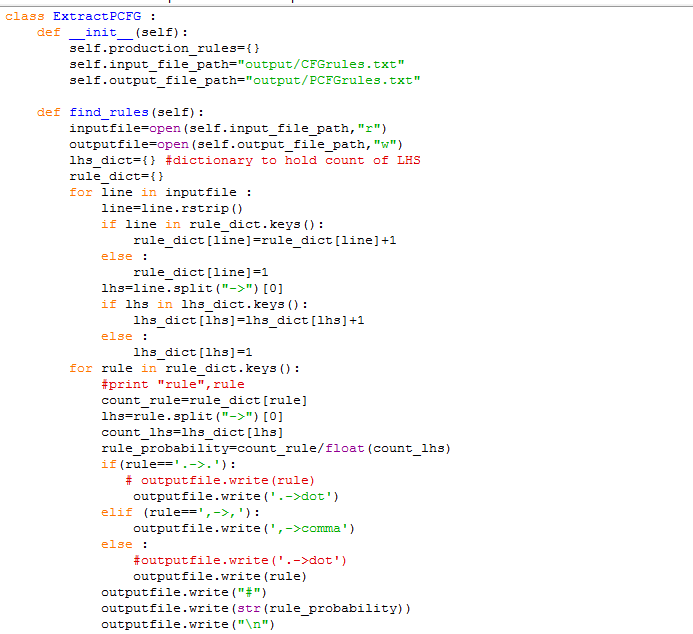 class ExtractPCFG :
    def __init__(self):
        self.production_rules={}
        self.input_file_path="output/CFGrules.txt"
        self.output_file_path="output/PCFGrules.txt"

    def find_rules(self):
        inputfile=open(self.input_file_path,"r")
        outputfile=open(self.output_file_path,"w")
        lhs_dict={} #dictionary to hold count of LHS
        rule_dict={}
        for line in inputfile :
            line=line.rstrip()
            if line in rule_dict.keys():
                rule_dict[line]=rule_dict[line]+1
            else :
                rule_dict[line]=1
            lhs=line.split("->")[0]
            if lhs in lhs_dict.keys():
                lhs_dict[lhs]=lhs_dict[lhs]+1
            else :
                lhs_dict[lhs]=1
        for rule in rule_dict.keys():
            #print "rule",rule
            count_rule=rule_dict[rule]
            lhs=rule.split("->")[0]
            count_lhs=lhs_dict[lhs]
            rule_probability=count_rule/float(count_lhs)
            if(rule=='.->.'):
               # outputfile.write(rule)
                outputfile.write('.->dot')
            elif (rule==',->,'):
                outputfile.write(',->comma')
            else :
                #outputfile.write('.->dot')
                outputfile.write(rule)
            outputfile.write("#")
            outputfile.write(str(rule_probability))
            outputfile.write("\n")